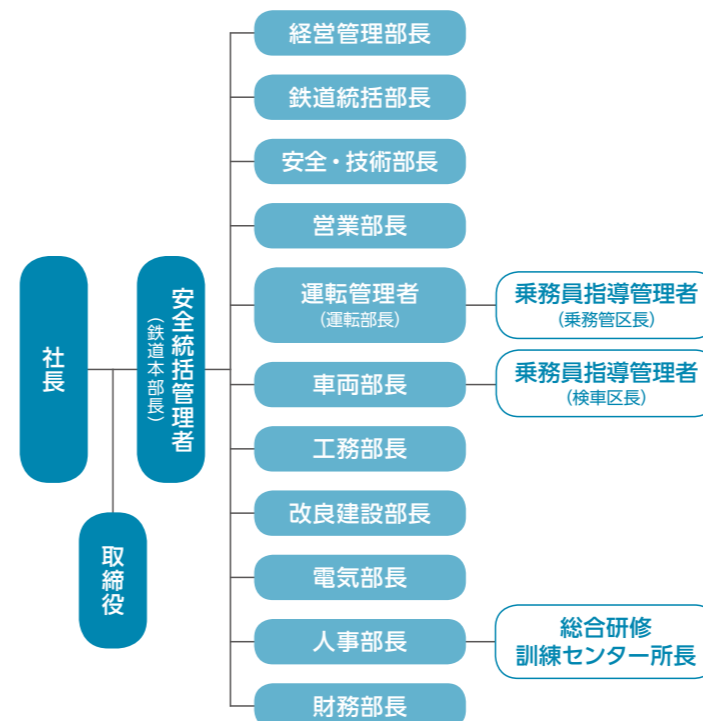 社長
取締役
安全統括管理者
（鉄道本部長）
経営管理部長
鉄道統括部長
安全・技術部長
営業部長
運転管理者
(運転部長)
乗務員指導管理者
(乗務管区長)
車両部長
乗務員指導管理者
(検車区長)
工務部長
改良建設部長
電気部長
人事部長
総合研修
訓練センター所長
財務部長